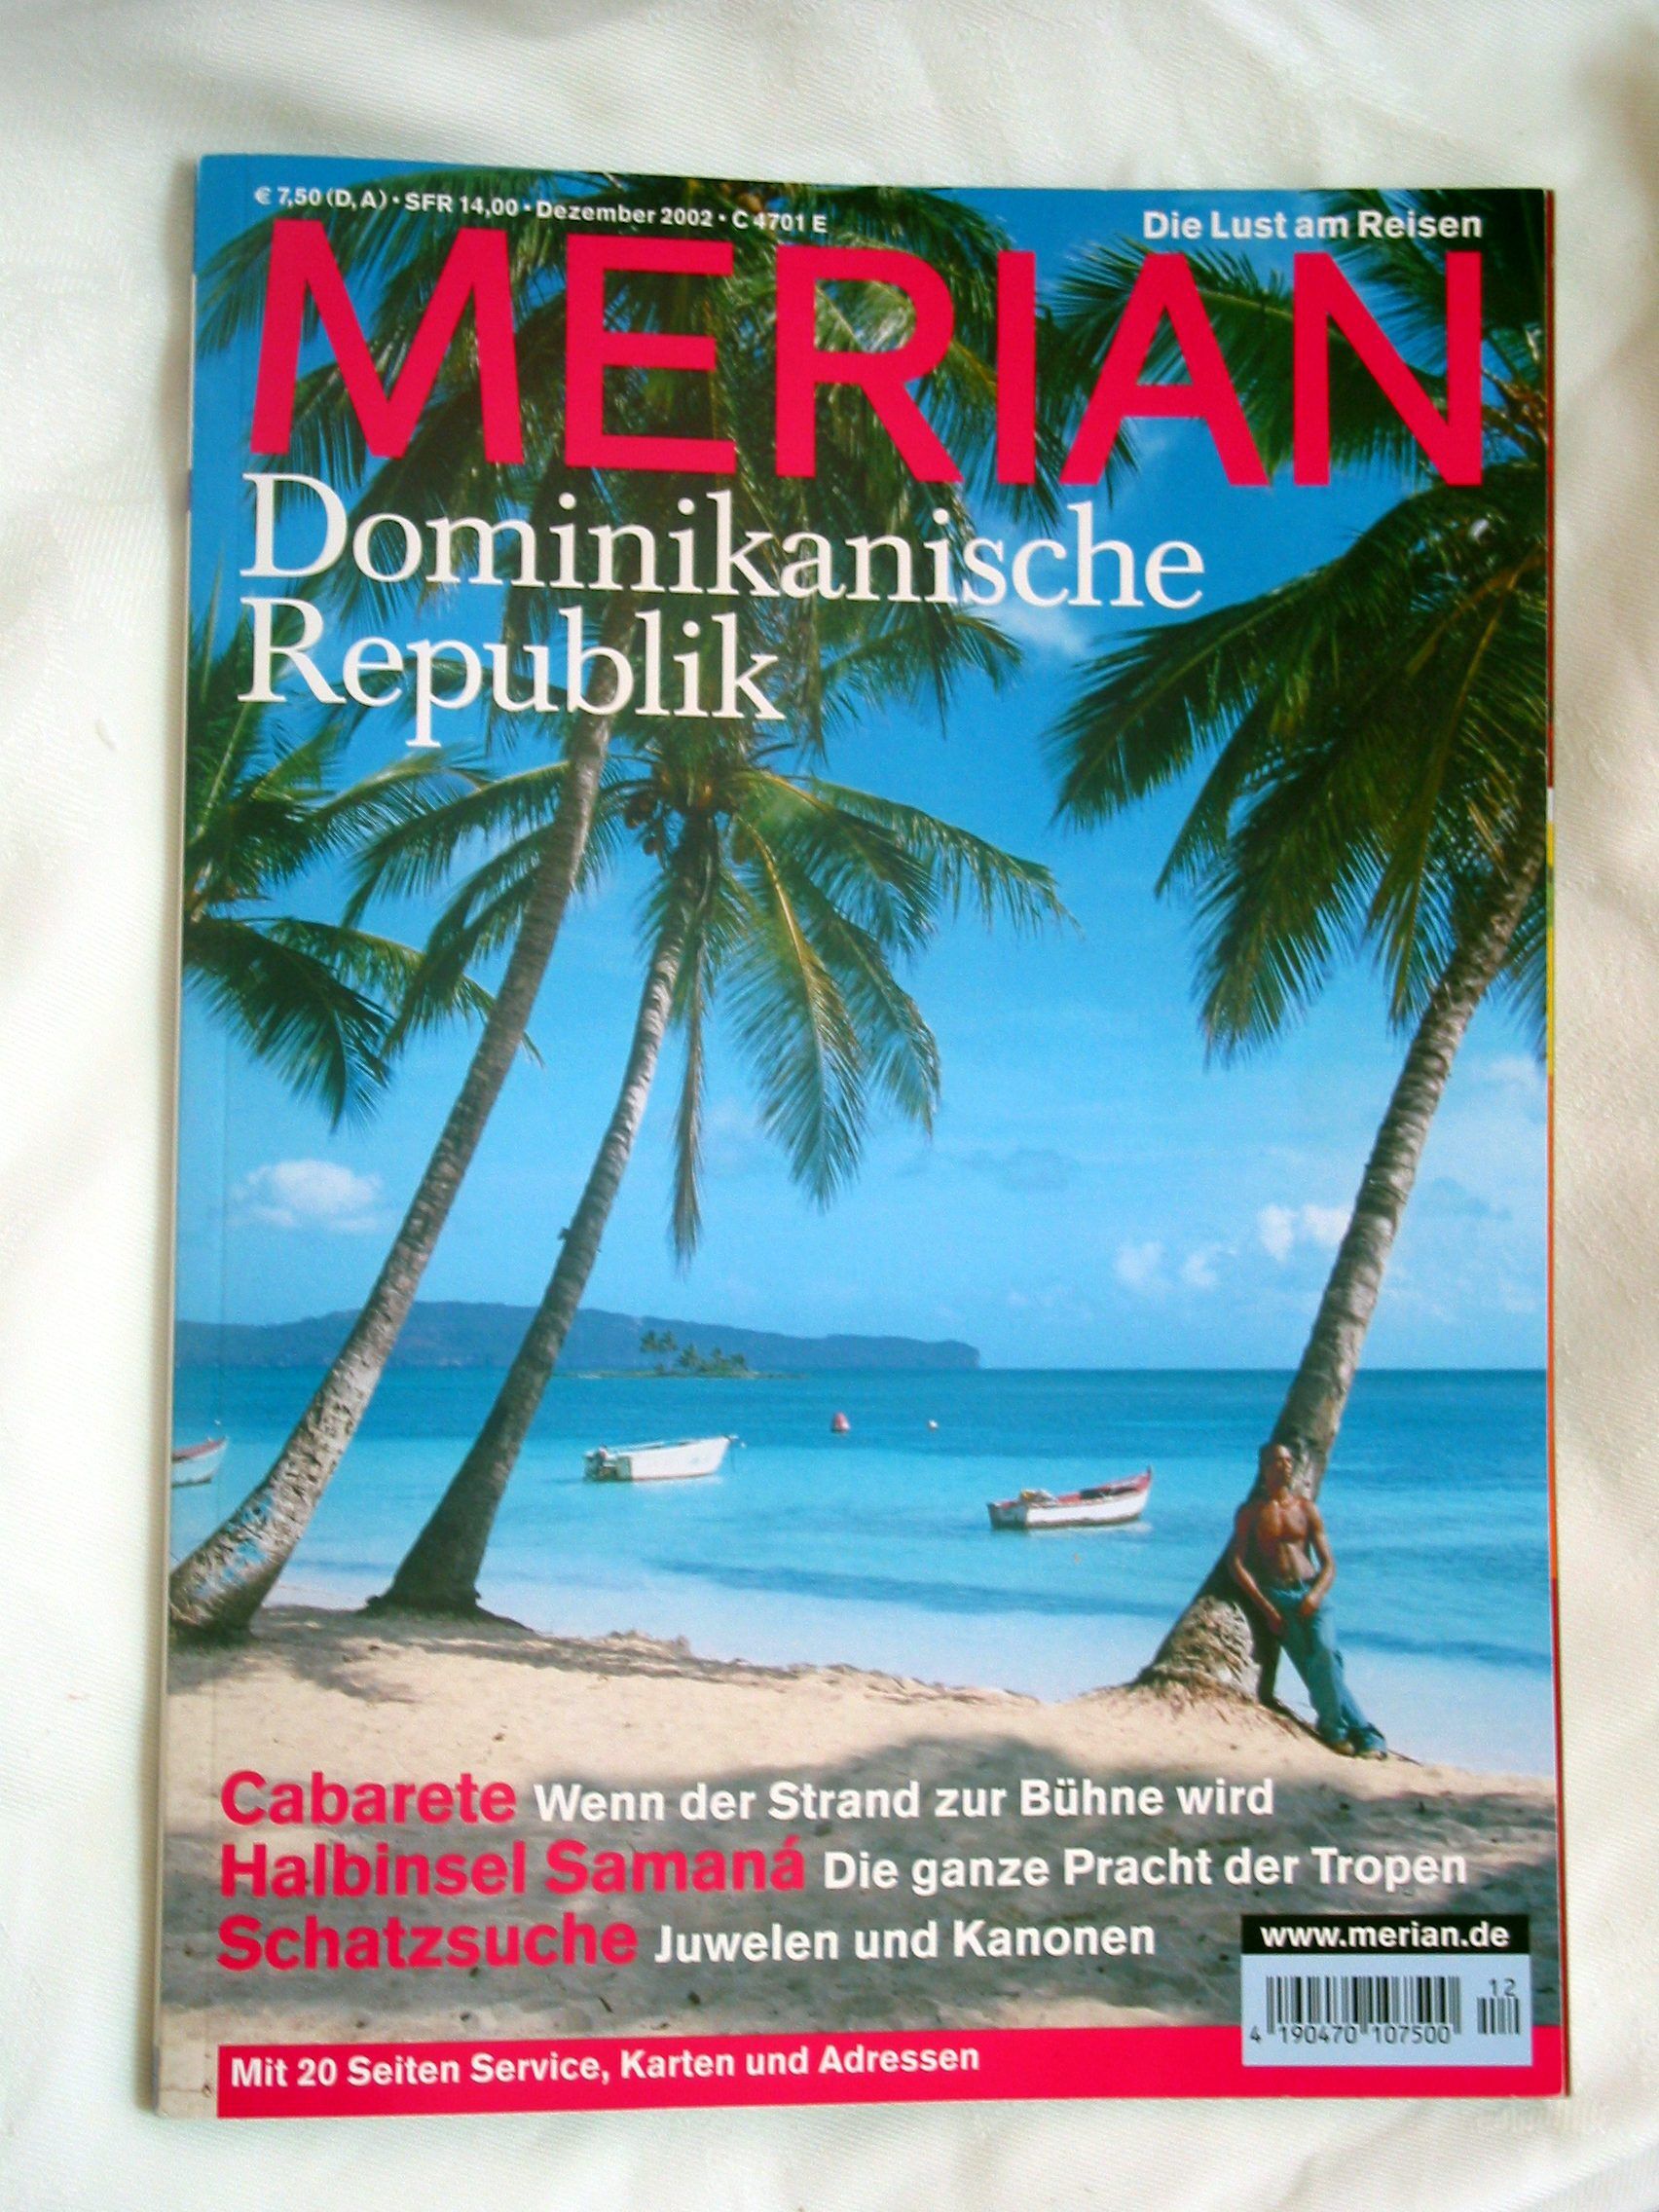 € 7,50 (D, A) • SFR 14,00 • Dezember 2002 • C 4701 E
Die Lust am Reisen
MERIAN
Dominikanische
Republik
Cabarete Wenn der Strand zur Bühne wird
Halbinsel Samaná Die ganze Pracht der Tropen
Schatzsuche Juwelen und Kanonen
www.merian.de
12
4 190470 107500
Mit 20 Seiten Service, Karten und Adressen